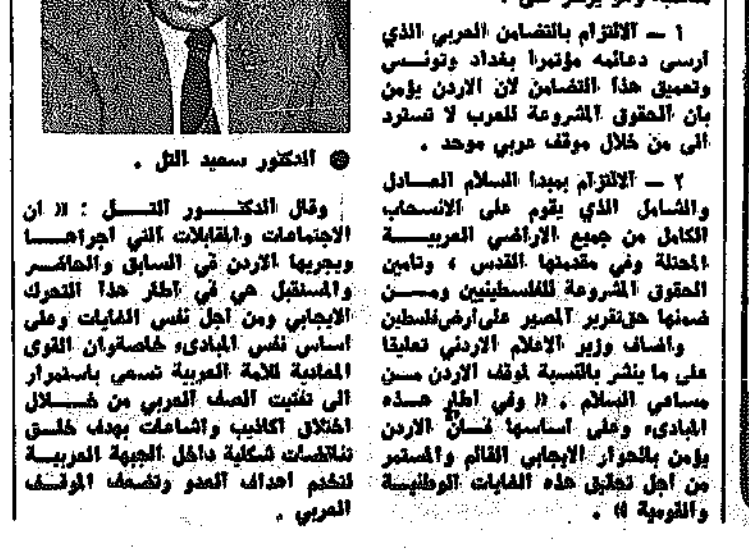 ١ — الالتزام بالتضامن العربي الذي
ارسى دعائمه مؤتمرا بغداد وتونس
وتعميق هذا التضامن لان الاردن يؤمن
بان الحقوق المشروعة للعرب لا تسترد
الى من خلال موقف عربي موحد .
٢ — الالتزام بمبدا السلام العادل
والشامل الذي يقوم على الانسحاب
الكامل من جميع الاراضي العربية
المحتلة وفي مقدمتها القدس ، وتامين
الحقوق المشروعة للفلسطينيين ومن
ضمنها حق تقرير المصير على ارض فلسطين
واضاف وزير الاعلام الاردني تعليقا
على ما ينشر بالنسبة لموقف الاردن من
مساعي السلام . (( وفي اطار هذه
المبادىء وعلى اساسها فان الاردن
يؤمن بالحوار الايجابي القائم والمستمر
من اجل تحقيق هذه الغايات الوطنية
والقومية )) .
الدكتور سعيد التل .
وقال الدكتور التل : (( ان
الاجتماعات والمقابلات التي اجراها
ويجريها الاردن في السابق والحاضر
والمستقبل هي في اطار هذا التحرك
الايجابي ومن اجل نفس الغايات وعلى
اساس نفس المبادىء خاصة وان القوى
المعادية للامة العربية تسعى باستمرار
الى تفتيت الصف العربي من خلال
اختلاق اكاذيب واشاعات بهدف خلق
تناقضات شكلية داخل الجبهة العربية
لتخدم اهداف العدو وتضعف الموقف
العربي .